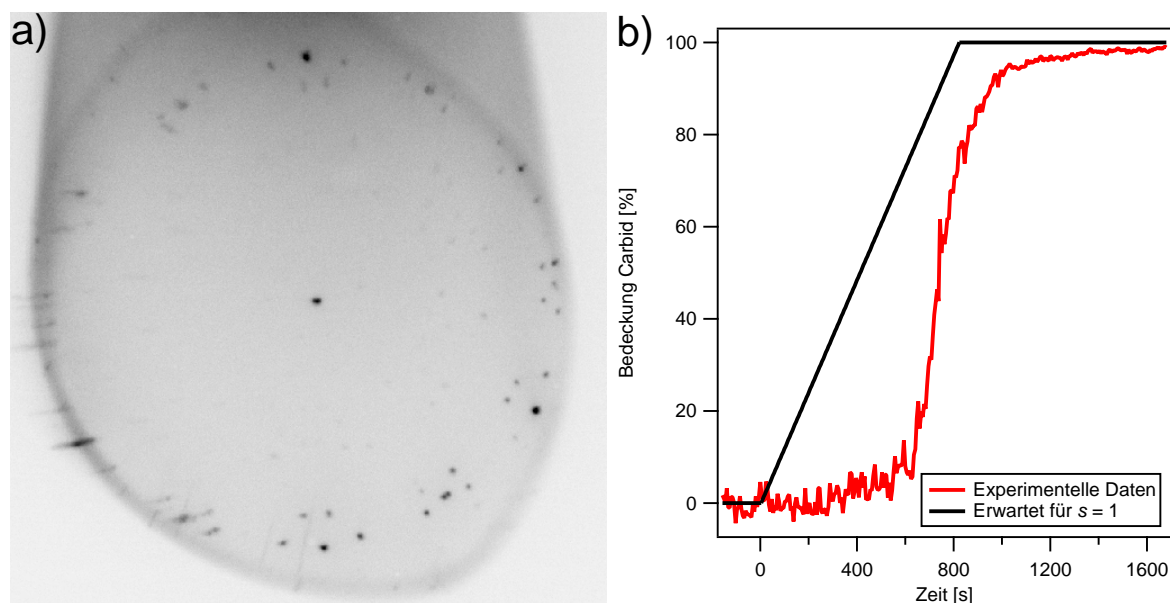 a)
b)
100
80
60
40
20
0
Bedeckung Carbid [%]
Experimentelle Daten
Erwartet für s = 1
0
400
800
1200
1600
Zeit [s]